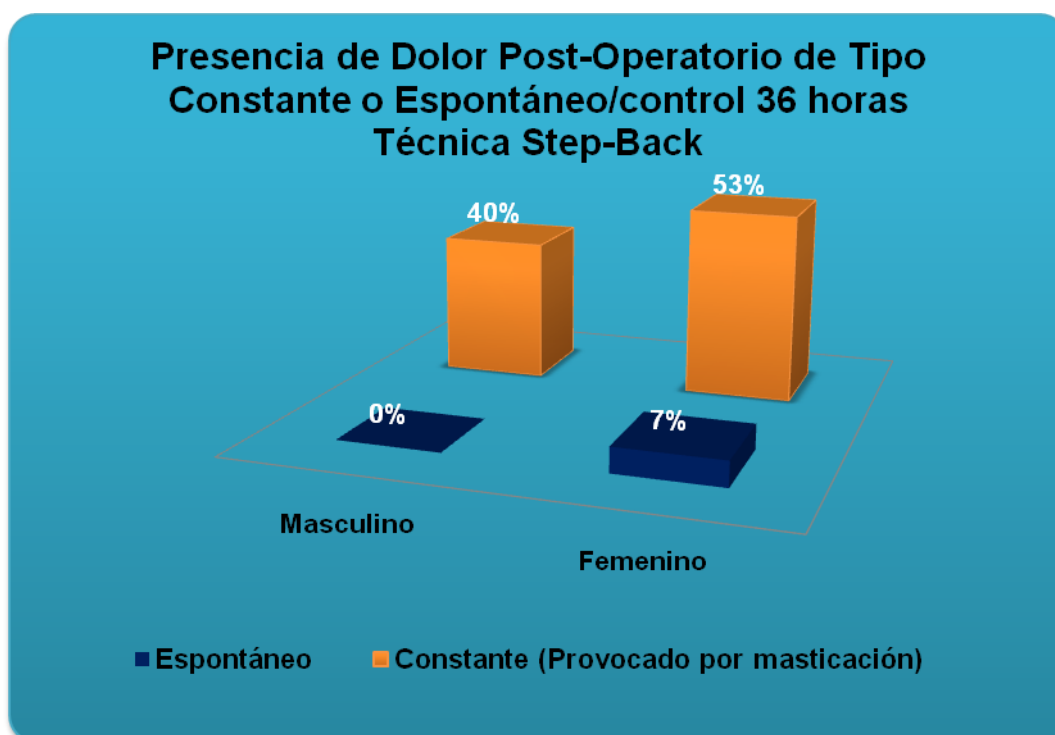 Presencia de Dolor Post-Operatorio de Tipo
Constante o Espontáneo/control 36 horas
Técnica Step-Back
53%
40%
0%
7%
Masculino
Femenino
Espontáneo
Constante (Provocado por masticación)